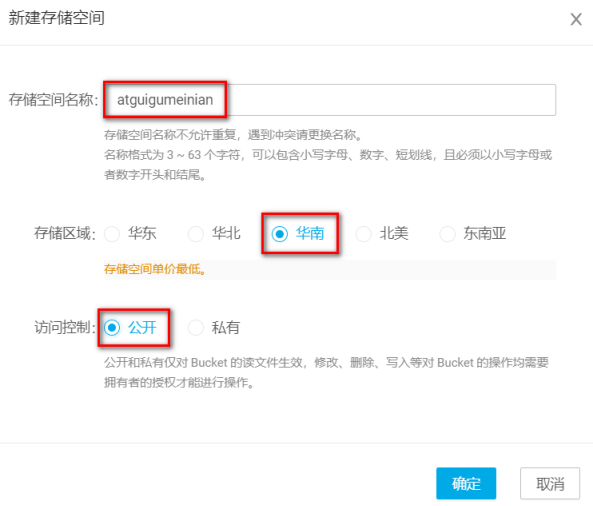 新建存储空间
存储空间名称: atguigumeinian
存储空间名称不允许重复，遇到冲突请更换名称。
名称格式为 3 ~ 63 个字符，可以包含小写字母、数字、短划线，且必须以小写字母或
者数字开头和结尾。
存储区域: 华东 华北 华南 北美 东南亚
存储空间单价最低。
访问控制: 公开 私有
公开和私有仅对 Bucket 的读文件生效，修改、删除、写入等对 Bucket 的操作均需要
拥有者的授权才能进行操作。
确定 取消